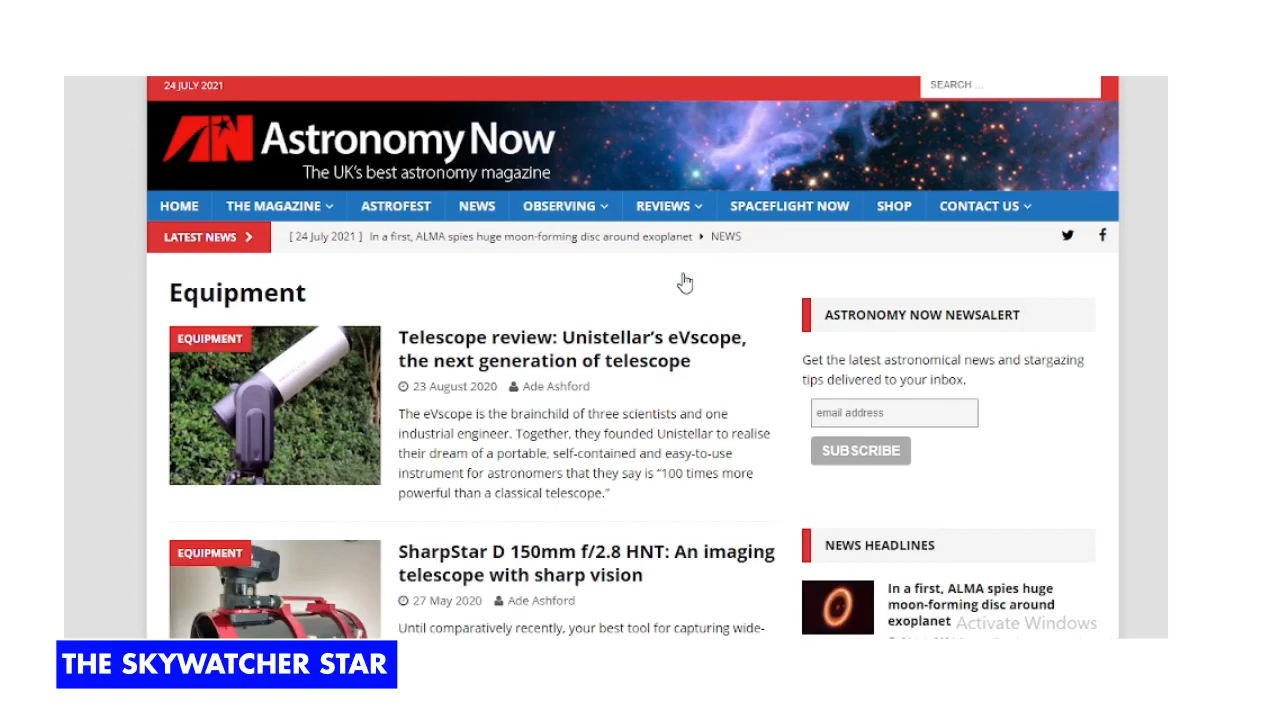 24 JULY 2021
SEARCH ...
AN Astronomy Now
The UK's best astronomy magazine
HOME THE MAGAZINE ASTROFEST NEWS OBSERVING REVIEWS SPACEFLIGHT NOW SHOP CONTACT US
LATEST NEWS [ 24 July 2021 ] In a first, ALMA spies huge moon-forming disc around exoplanet NEWS
Equipment
EQUIPMENT
Telescope review: Unistellar's eVscope,
the next generation of telescope
23 August 2020 Ade Ashford
The eVscope is the brainchild of three scientists and one
industrial engineer. Together, they founded Unistellar to realise
their dream of a portable, self-contained and easy-to-use
instrument for astronomers that they say is "100 times more
powerful than a classical telescope."
EQUIPMENT
SharpStar D 150mm f/2.8 HNT: An imaging
telescope with sharp vision
27 May 2020 Ade Ashford
Until comparatively recently, your best tool for capturing wide-
ASTRONOMY NOW NEWSALERT
Get the latest astronomical news and stargazing
tips delivered to your inbox.
email address
SUBSCRIBE
NEWS HEADLINES
In a first, ALMA spies huge
moon-forming disc around
exoplanet
Activate Windows
THE SKYWATCHER STAR